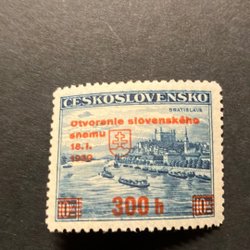 ČESKOSLOVENSKO
BRATISLAVA
Otvorenie slovenského
snemu
18.1.
1939
300 h